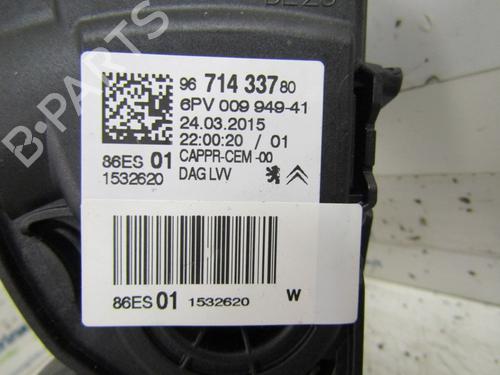 96 714 337 80
6PV 009 949-41
24.03.2015
22:00:20 / 01
86ES 01 CAPPR-CEM -00
1532620 DAG LVV
86ES 01 1532620 W